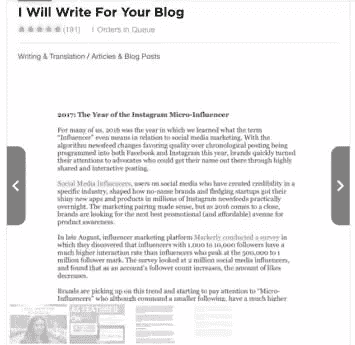 I Will Write For Your Blog
(191) 1 Orders in Queue
Writing & Translation / Articles & Blog Posts
2017: The Year of the Instagram Micro-Influencer
For many of us, 2016 was the year in which we learned what the term
"Influencer" even means in relation to social media marketing. With the
algorithm newsfeed changes favoring quality over chronological posting being
programmed into both Facebook and Instagram this year, brands quickly turned
their attentions to advocates who could get their name out there through highly
shared and interactive posting.
Social Media Influencers, users on social media who have created credibility in a
specific industry, shaped how no-name brands and fledging startups got their
shiny new apps and products in millions of Instagram newsfeeds practically
overnight. The marketing pairing made sense, but as 2016 comes to a close,
brands are looking for the next best promotional (and affordable) avenue for
product awareness.
In late August, influencer marketing platform Markerly conducted a survey in
which they discovered that influencers with 1,000 to 10,000 followers have a
much higher interaction rate than influencers who peak at the 500,000 to 1
million follower mark. The survey looked at 2 million social media influencers,
and found that as an account's follower count increases, the amount of likes
decreases.
Brands are picking up on this trend and starting to pay attention to "Micro-
Influencers" who although command a smaller following, have a much higher
AS FEATURED